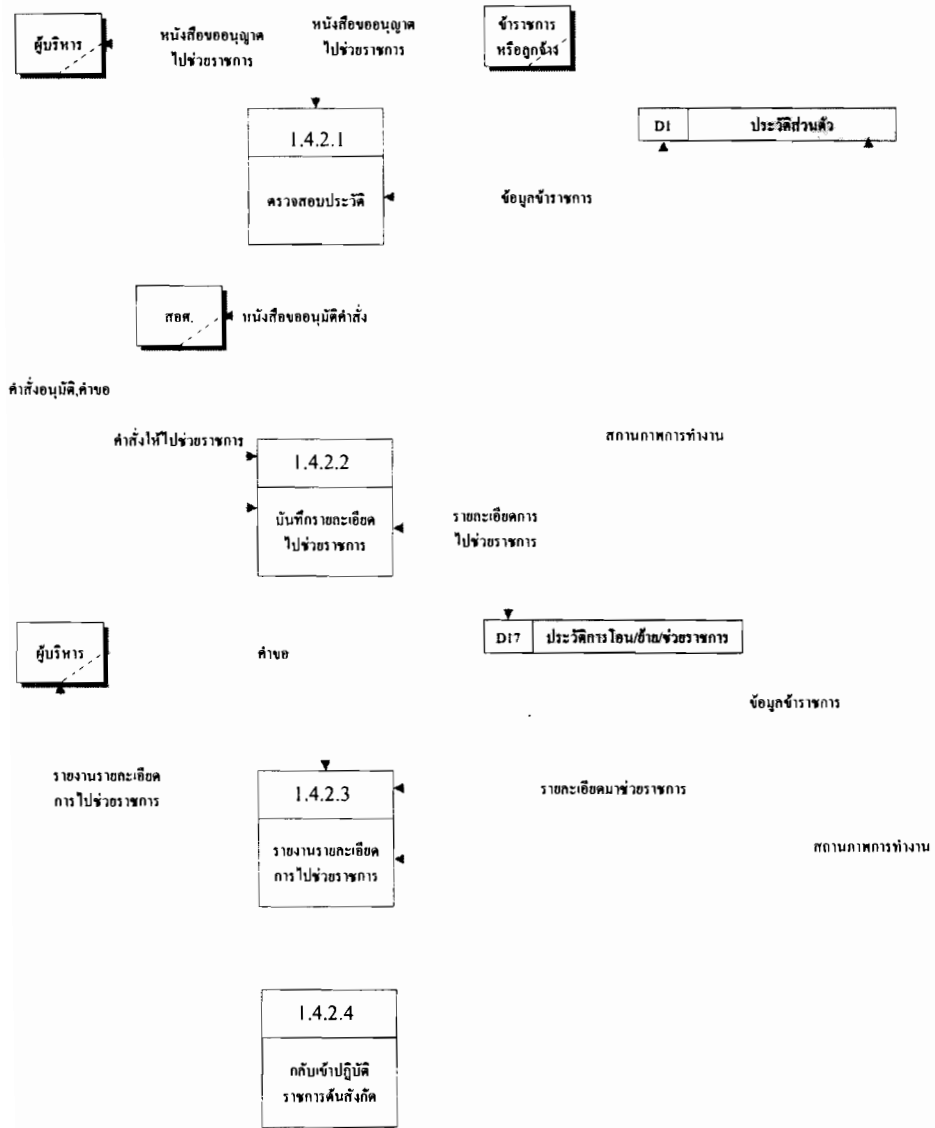 ผู้บริหาร
หนังสือขออนุญาต
ไปช่วยราชการ
หนังสือขออนุญาต
ไปช่วยราชการ
ข้าราชการ
หรือลูกจ้าง
1.4.2.1
ตรวจสอบประวัติ
D1 ประวัติส่วนตัว
ข้อมูลข้าราชการ
สอศ.
หนังสือขออนุมัติคำสั่ง
คำสั่งอนุมัติ,คำขอ
คำสั่งให้ไปช่วยราชการ
1.4.2.2
บันทึกรายละเอียด
ไปช่วยราชการ
สถานภาพการทำงาน
รายละเอียดการ
ไปช่วยราชการ
ผู้บริหาร
คำขอ
D17 ประวัติการโอน/ย้าย/ช่วยราชการ
ข้อมูลข้าราชการ
รายงานรายละเอียด
การไปช่วยราชการ
1.4.2.3
รายงานรายละเอียด
การไปช่วยราชการ
รายละเอียดมาช่วยราชการ
สถานภาพการทำงาน
1.4.2.4
กลับเข้าปฏิบัติ
ราชการต้นสังกัด